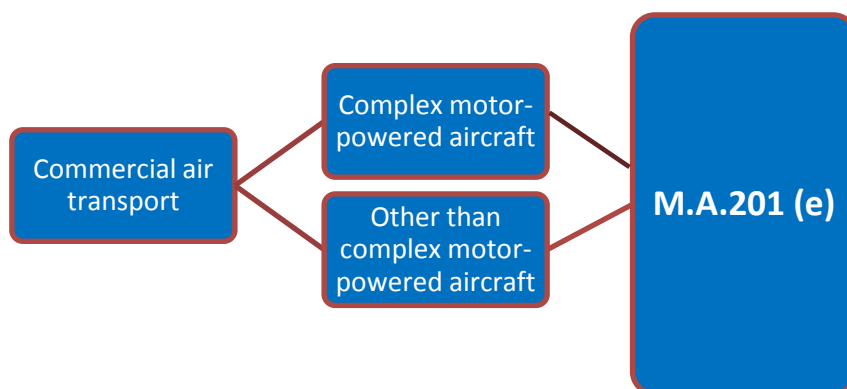 Commercial air
transport
Complex motor-
powered aircraft
Other than
complex motor-
powered aircraft
M.A.201 (e)